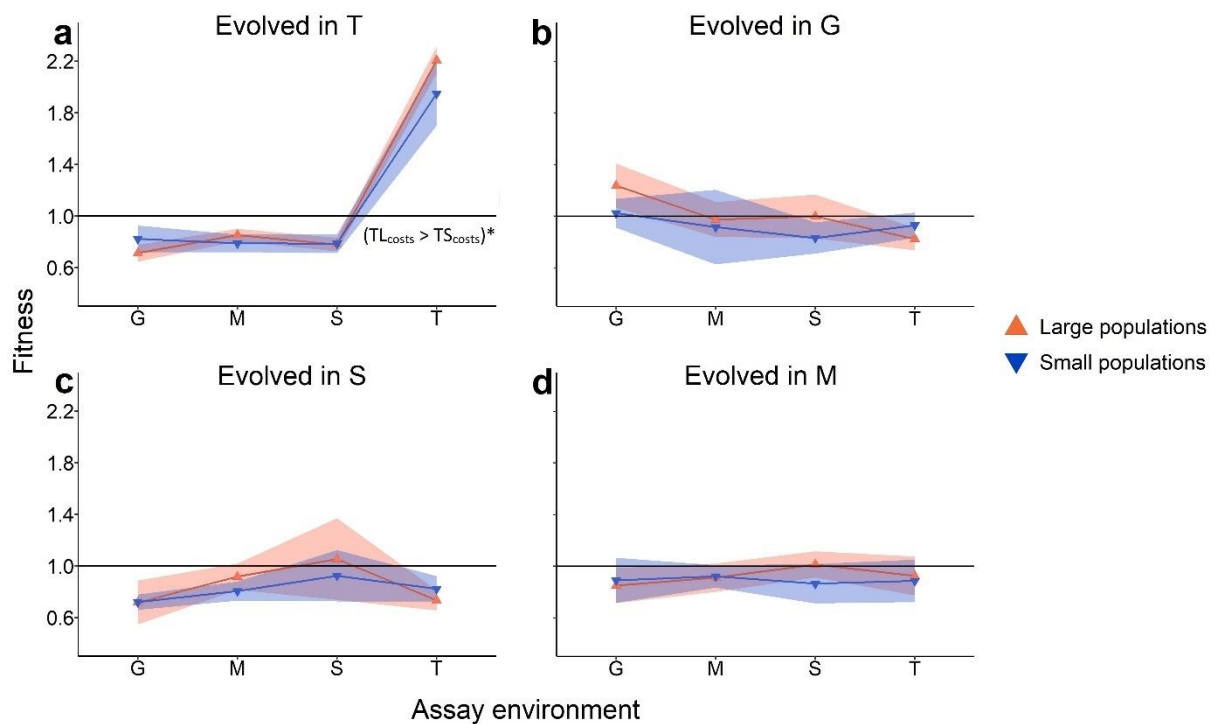 a Evolved in T
2.2
1.8
1.4
1.0
0.6
(TLcosts > TScosts)*
G M S T
b Evolved in G
G M S T
Large populations
Small populations
Fitness
c Evolved in S
2.2
1.8
1.4
1.0
0.6
G M S T
d Evolved in M
G M S T
Assay environment